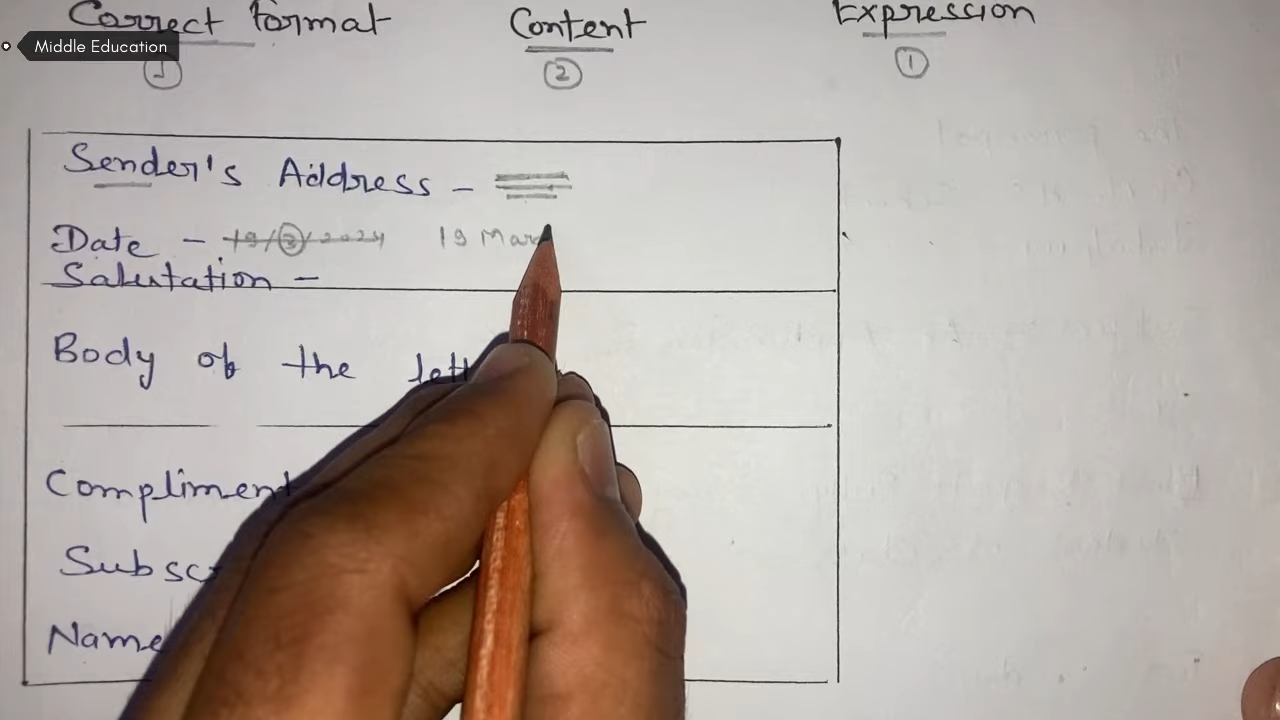 Correct format Content Expression
Middle Education
1 2 1
Sender's Address -
Date - 19/3/2024 19 Mar
Salutation -
Body of the lett
Compliment
Subsc
Name